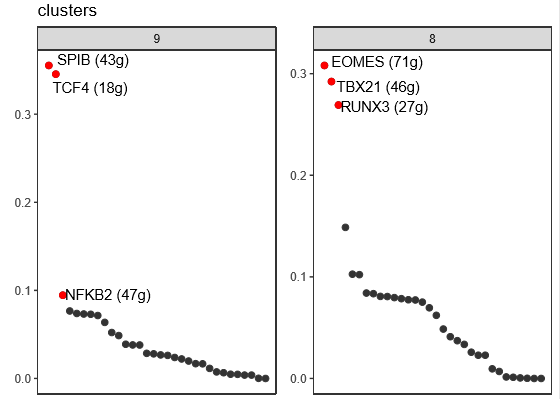 clusters
9
SPIB (43g)
TCF4 (18g)
NFKB2 (47g)
0.3
0.2
0.1
0.0
8
EOMES (71g)
TBX21 (46g)
RUNX3 (27g)
0.3
0.2
0.1
0.0